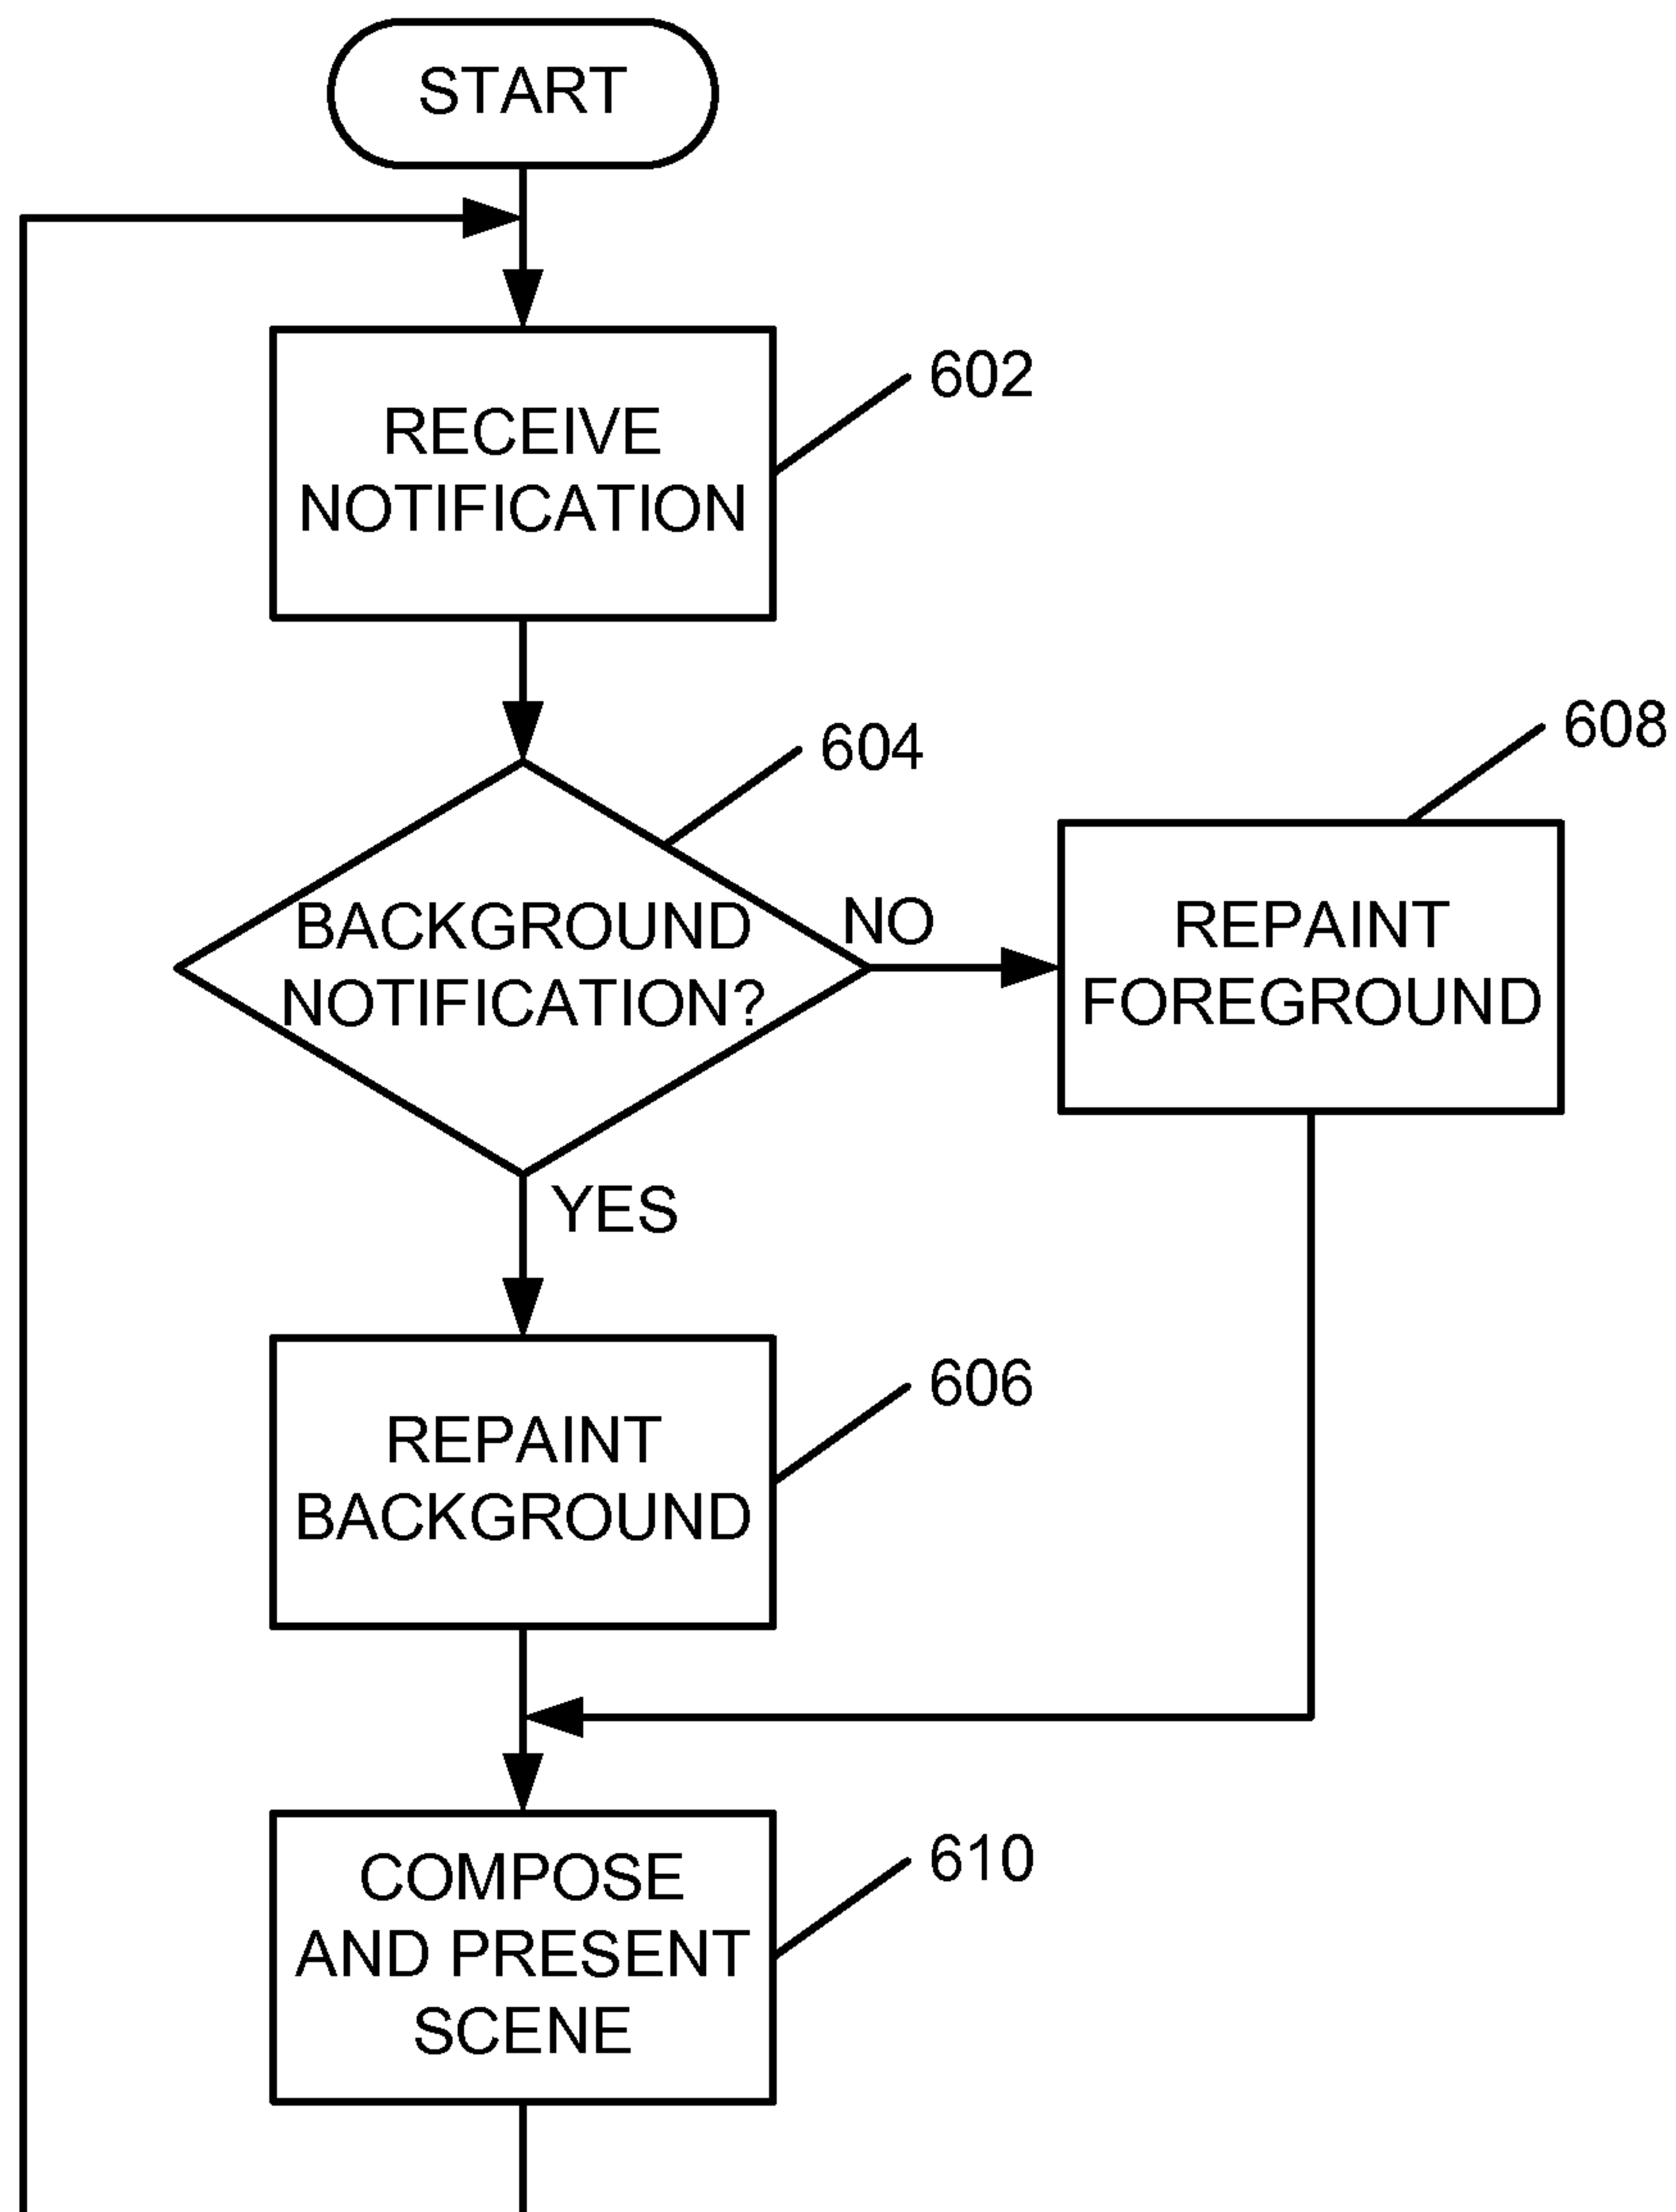 START
602
RECEIVE
NOTIFICATION
604
608
BACKGROUND
NOTIFICATION?
NO
REPAINT
FOREGROUND
YES
606
REPAINT
BACKGROUND
610
COMPOSE
AND PRESENT
SCENE